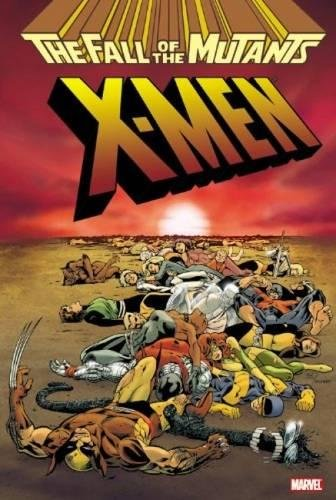 THE FALL OF THE MUTANTS
X-MEN
MARVEL